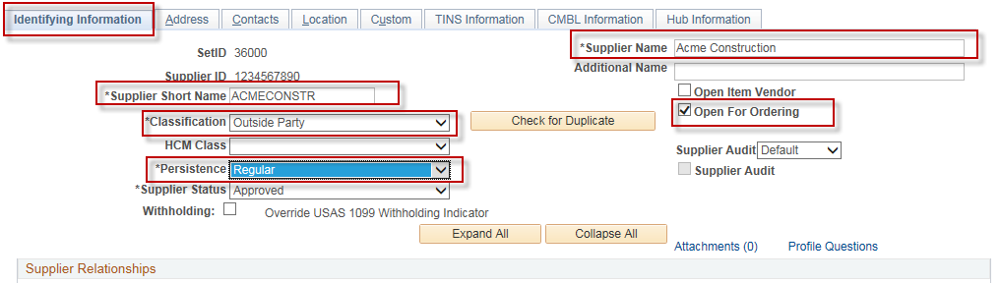 Identifying Information Address Contacts Location Custom TINS Information CMBL Information Hub Information
SetID 36000
*Supplier Name Acme Construction
Supplier ID 1234567890
Additional Name
*Supplier Short Name ACMECONSTR
Open Item Vendor
*Classification Outside Party
Check for Duplicate
Open For Ordering
HCM Class
Supplier Audit Default
*Persistence Regular
Supplier Audit
*Supplier Status Approved
Withholding: Override USAS 1099 Withholding Indicator
Expand All Collapse All
Attachments (0) Profile Questions
Supplier Relationships